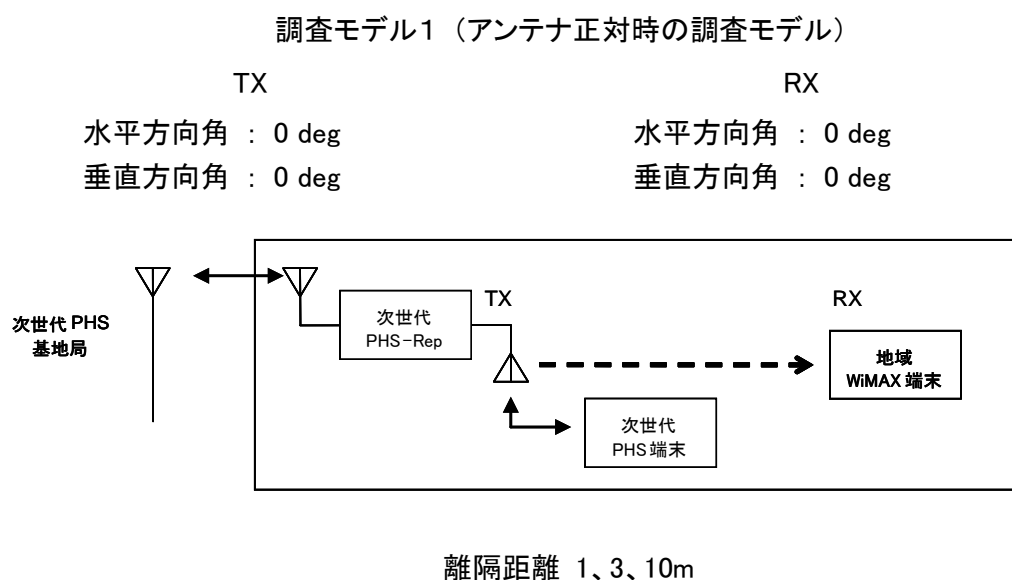 調査モデル１（アンテナ正対時の調査モデル）
TX
RX
水平方向角 ： 0 deg
垂直方向角 ： 0 deg
水平方向角 ： 0 deg
垂直方向角 ： 0 deg
次世代 PHS
基地局
次世代
PHS−Rep
TX
RX
地域
WiMAX 端末
次世代
PHS 端末
離隔距離 1、3、10m